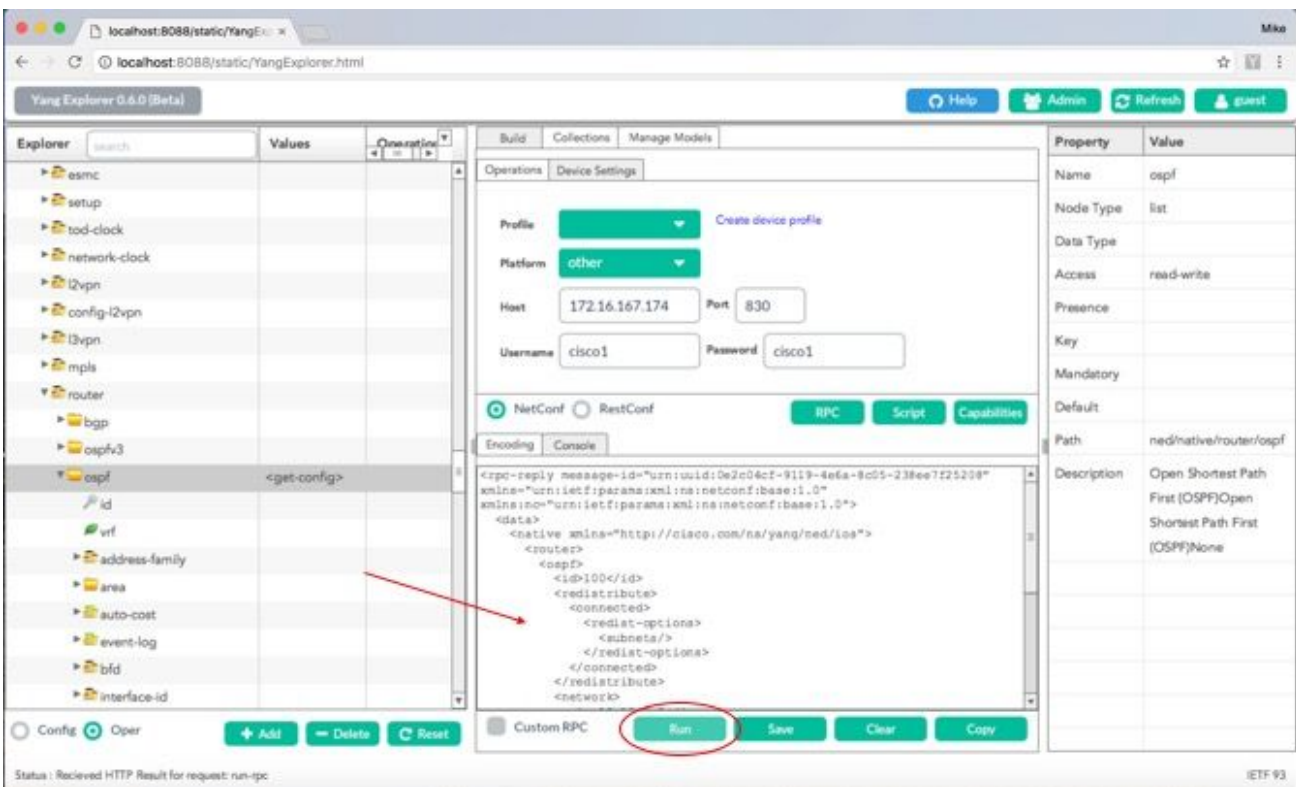 localhost:8088/static/YangEx
Mike
localhost:8088/static/YangExplorer.html
Yang Explorer 0.6.0 (Beta)
Help
Admin
Refresh
guest
Explorer
search
Values
Operation
esmc
setup
tod-clock
network-clock
l2vpn
config-l2vpn
l3vpn
mpls
router
bgp
ospfv3
ospf <get-config>
id
vrf
address-family
area
auto-cost
event-log
bfd
interface-id
Config Oper
Add
Delete
Reset
Build Collections Manage Models
Operations Device Settings
Profile Create device profile
Platform other
Host 172.16.167.174 Port 830
Username cisco1 Password cisco1
NetConf RestConf
RPC Script Capabilities
Encoding Console
<rpc-reply message-id="urn:uuid:0e2c04cf-9119-4e6a-8c05-238ee7f25208"
xmlns="urn:ietf:params:xml:ns:netconf:base:1.0"
xmlns:nc="urn:ietf:params:xml:ns:netconf:base:1.0">
<data>
<native xmlns="http://cisco.com/ns/yang/ned/ios">
<router>
<ospf>
<id>100</id>
<redistribute>
<connected>
<redist-options>
<subnets/>
</redist-options>
</connected>
</redistribute>
<network>
Custom RPC
Run
Save
Clear
Copy
Property Value
Name ospf
Node Type list
Data Type
Access read-write
Presence
Key
Mandatory
Default
Path ned/native/router/ospf
Description Open Shortest Path
First (OSPF)Open
Shortest Path First
(OSPF)None
Status : Recieved HTTP Result for request: run-rpc
IETF 93